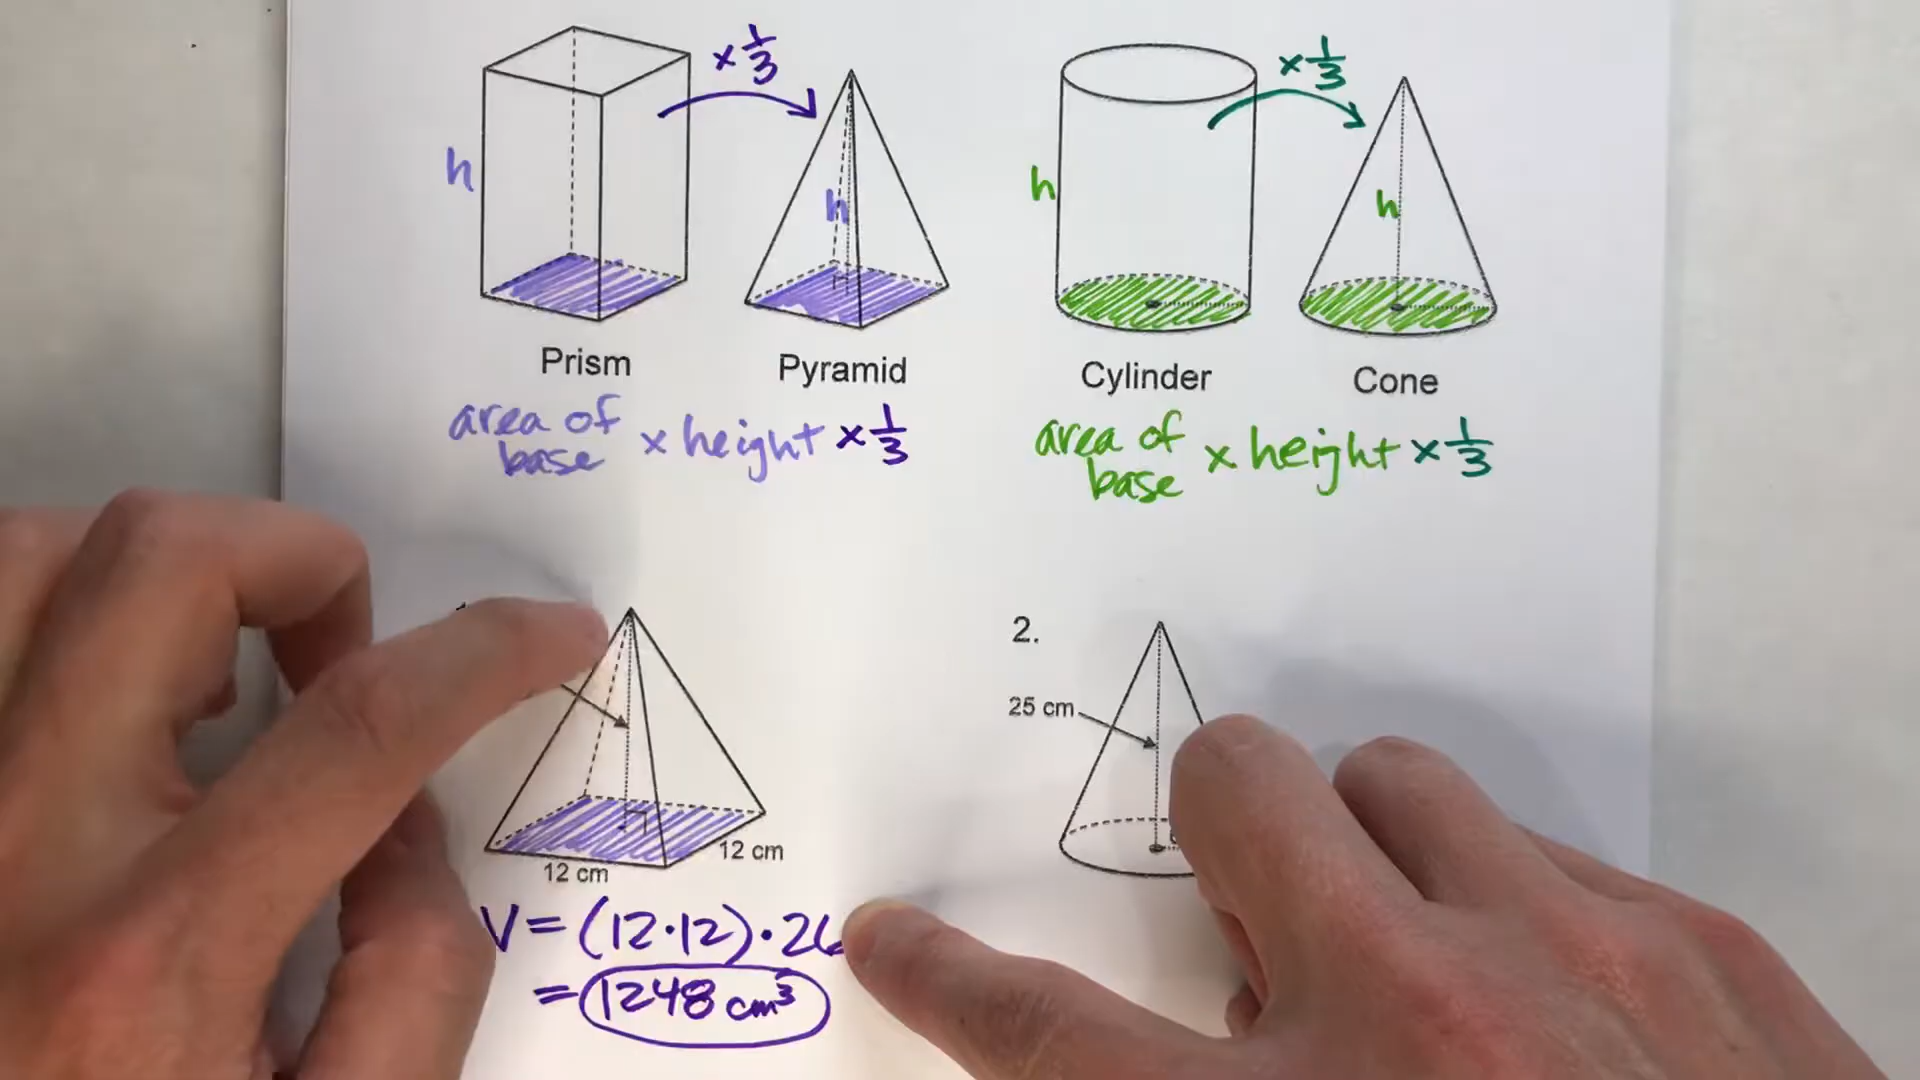 × 1/3
× 1/3
h
h
h
h
Prism
Pyramid
Cylinder
Cone
area of base × height × 1/3
area of base × height × 1/3
2.
25 cm
12 cm
12 cm
V = (12·12)·26
= 1248 cm³